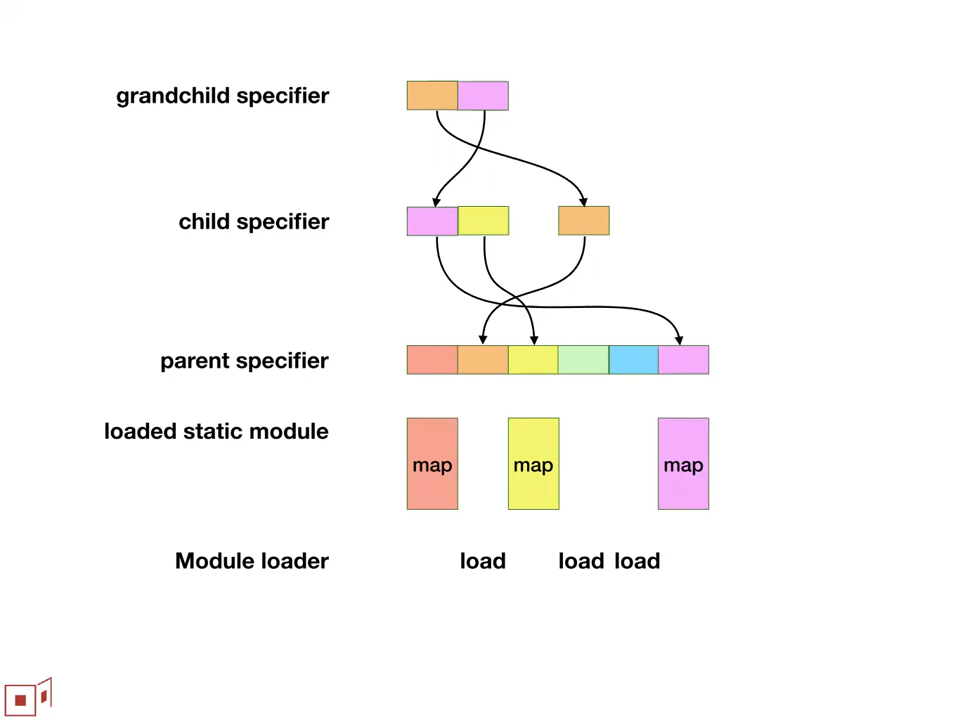 grandchild specifier
child specifier
parent specifier
loaded static module
map map map
Module loader
load load load